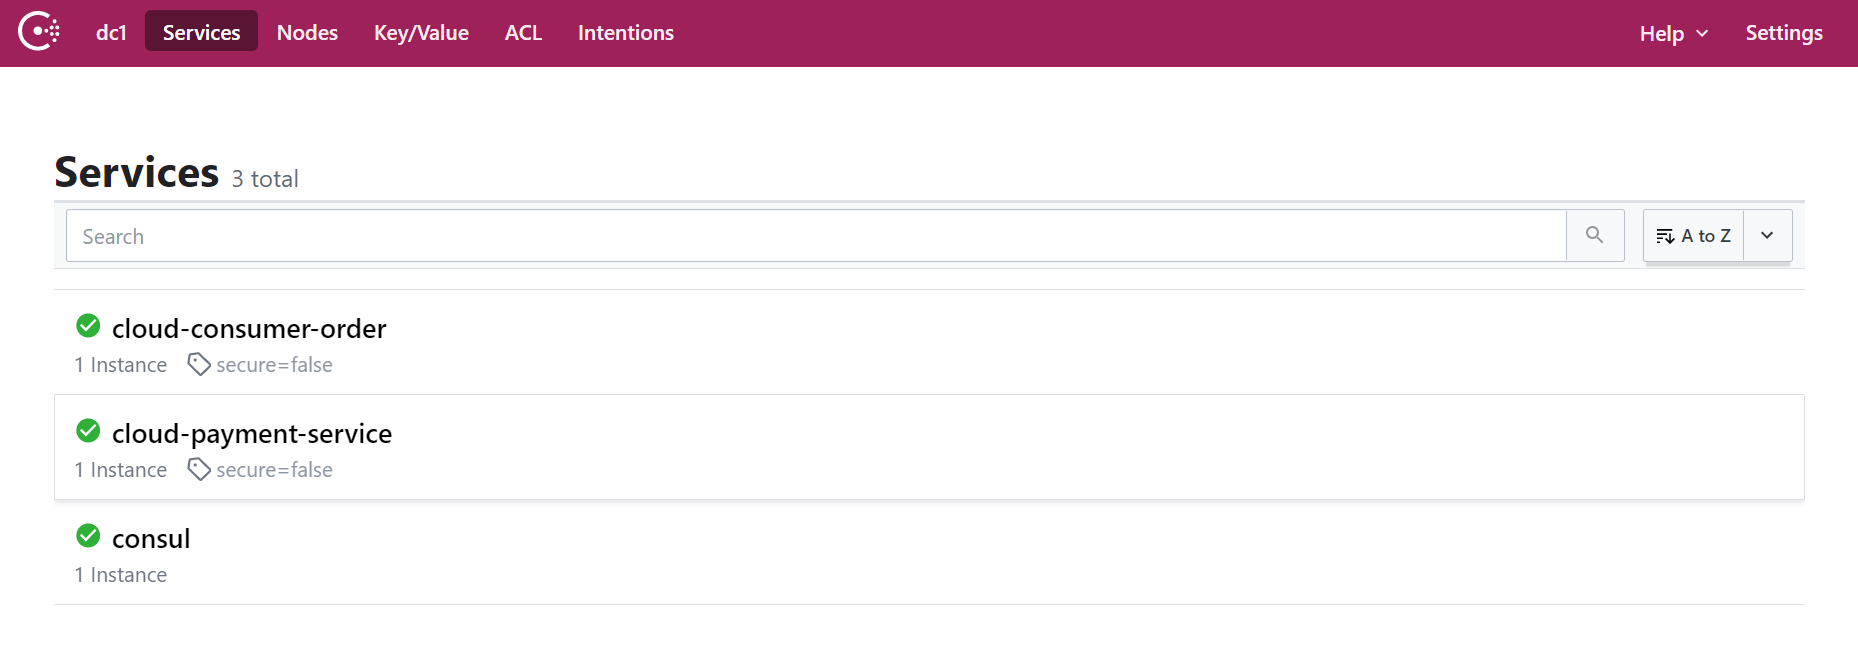 dc1 Services Nodes Key/Value ACL Intentions Help Settings
Services 3 total
Search A to Z
cloud-consumer-order
1 Instance secure=false
cloud-payment-service
1 Instance secure=false
consul
1 Instance